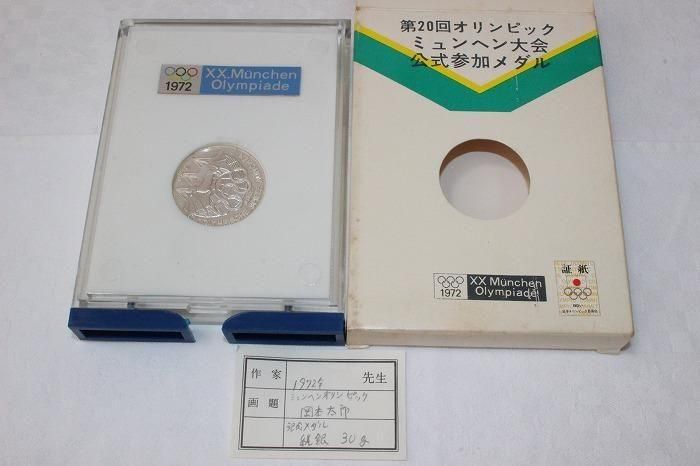 XX.München
1972 Olympiade
第20回オリンピック
ミュンヘン大会
公式参加メダル
XX München
1972 Olympiade
証紙
作家 1972年 先生
画題 ミュンヘンオリンピック
岡本太郎
記念メダル
純銀 30g